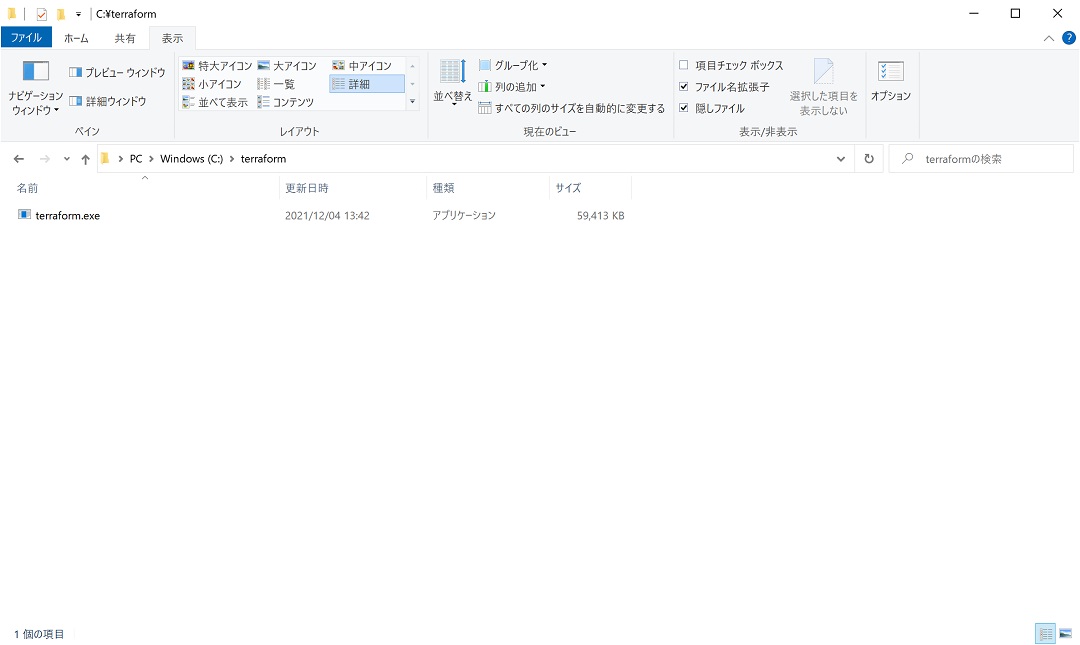 C:¥terraform
ファイル ホーム 共有 表示
ナビゲーション
ウィンドウ
プレビュー ウィンドウ
詳細ウィンドウ
ペイン
特大アイコン 大アイコン 中アイコン
小アイコン 一覧 詳細
並べて表示 コンテンツ
レイアウト
並べ替え
グループ化
列の追加
すべての列のサイズを自動的に変更する
現在のビュー
項目チェック ボックス
ファイル名拡張子
隠しファイル
選択した項目を
表示しない
表示/非表示
オプション
PC Windows (C:) terraform
terraformの検索
名前 更新日時 種類 サイズ
terraform.exe 2021/12/04 13:42 アプリケーション 59,413 KB
1 個の項目